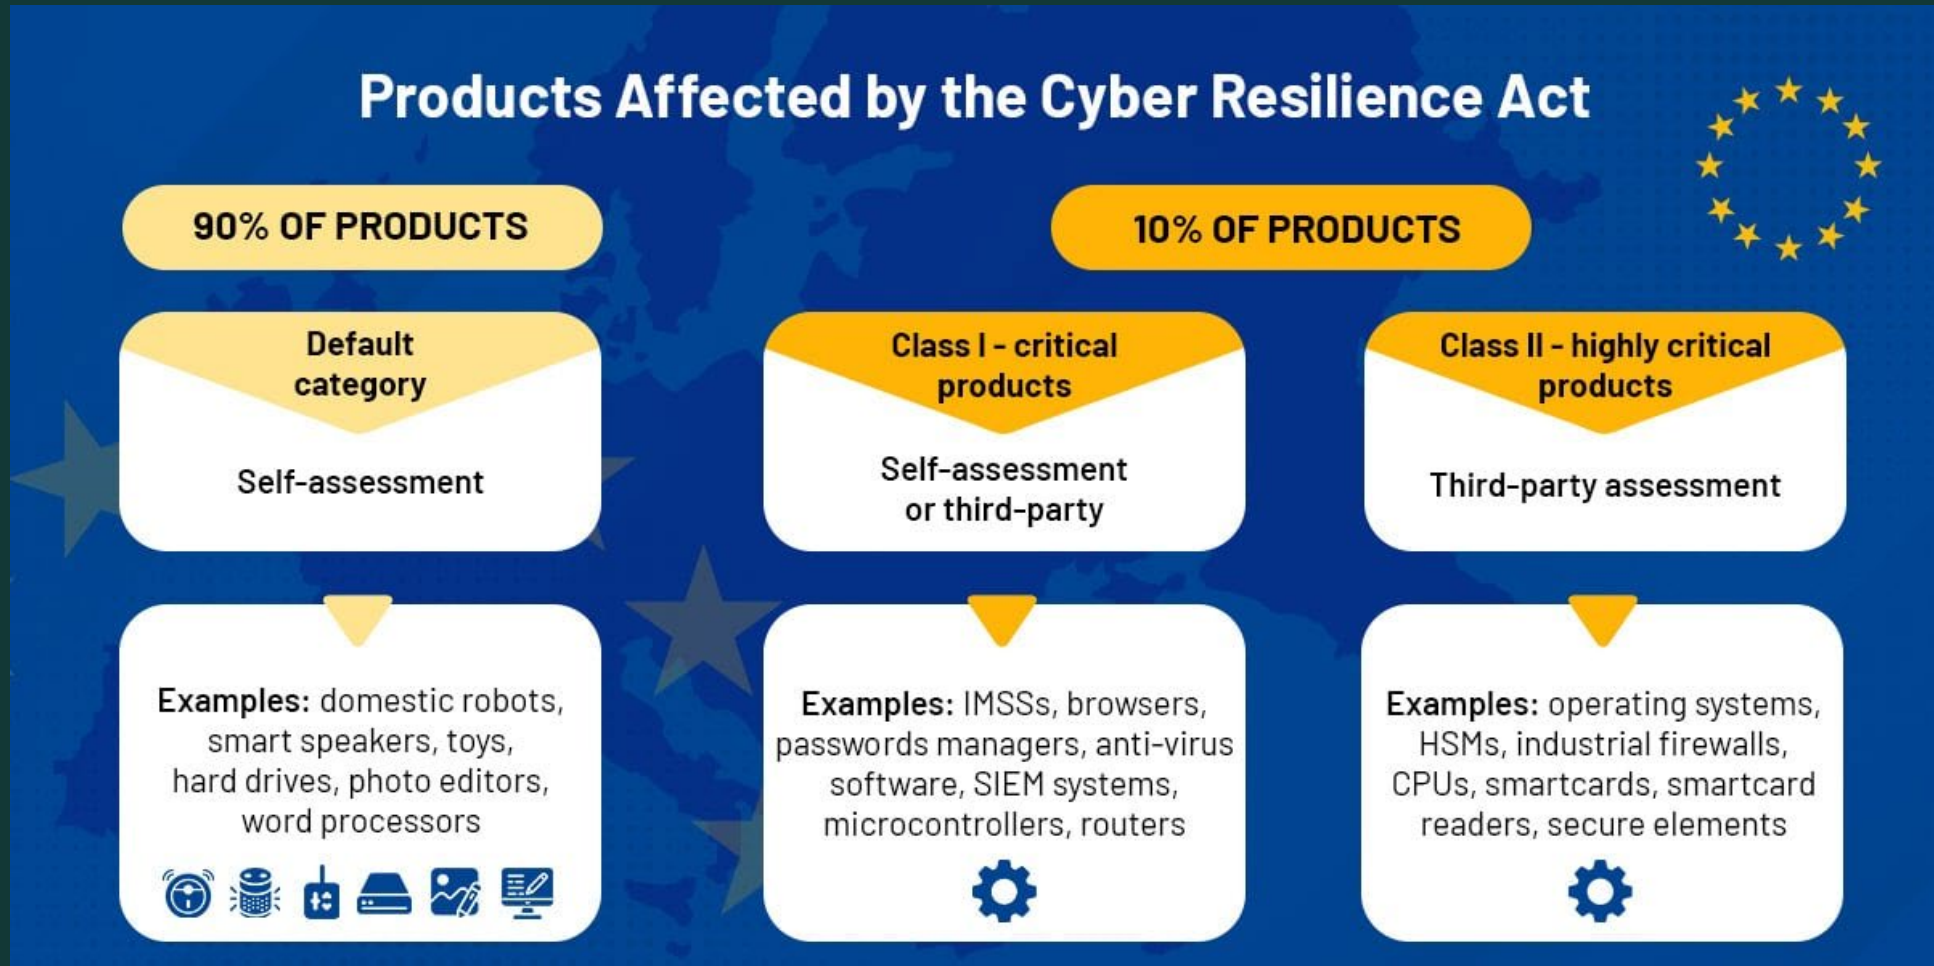 Products Affected by the Cyber Resilience Act
90% OF PRODUCTS
10% OF PRODUCTS
Default
category
Self-assessment
Class I - critical
products
Self-assessment
or third-party
Class II - highly critical
products
Third-party assessment
Examples: domestic robots,
smart speakers, toys,
hard drives, photo editors,
word processors
Examples: IMSSs, browsers,
passwords managers, anti-virus
software, SIEM systems,
microcontrollers, routers
Examples: operating systems,
HSMs, industrial firewalls,
CPUs, smartcards, smartcard
readers, secure elements